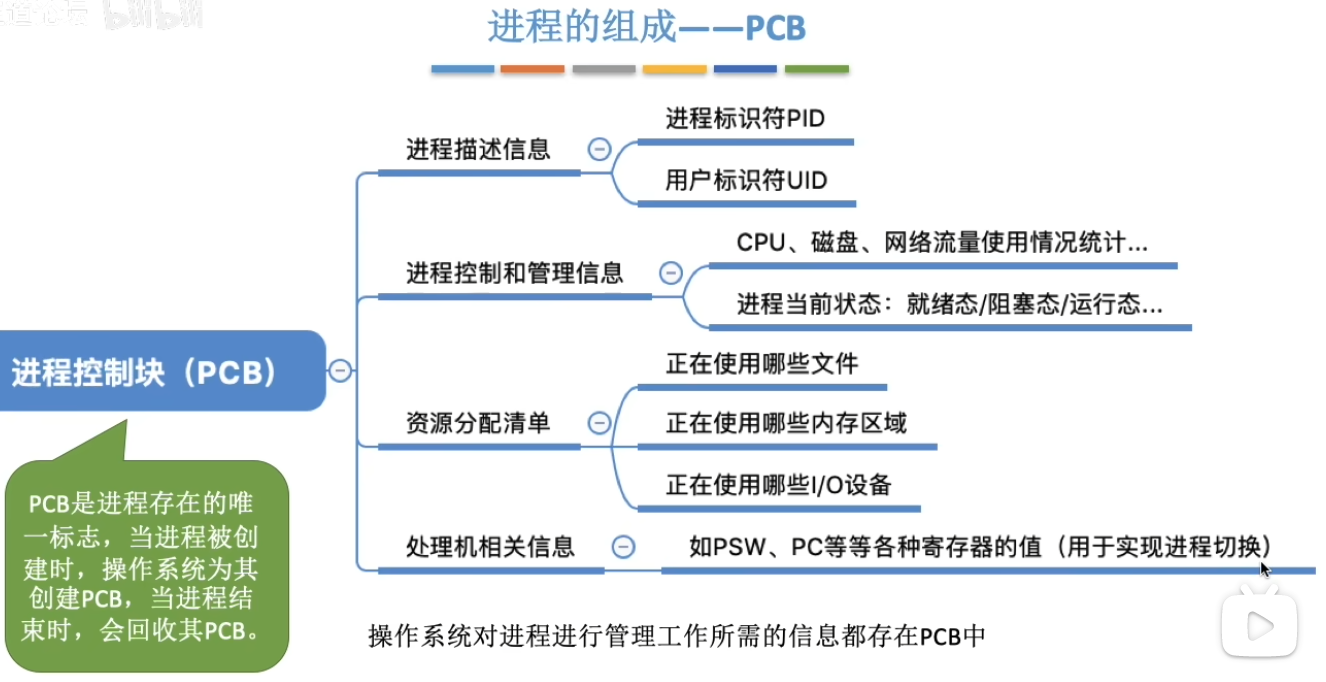 bilibili
进程的组成——PCB
进程描述信息
进程标识符PID
用户标识符UID
进程控制和管理信息
CPU、磁盘、网络流量使用情况统计...
进程当前状态：就绪态/阻塞态/运行态...
进程控制块（PCB）
资源分配清单
正在使用哪些文件
正在使用哪些内存区域
正在使用哪些I/O设备
处理机相关信息
如PSW、PC等等各种寄存器的值（用于实现进程切换）
PCB是进程存在的唯
一标志，当进程被创
建时，操作系统为其
创建PCB，当进程结
束时，会回收其PCB。
操作系统对进程进行管理工作所需的信息都存在PCB中